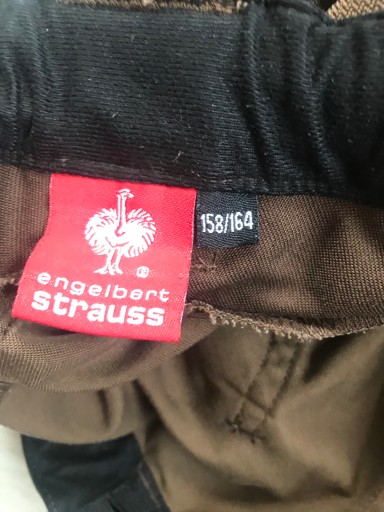 158/164
®
engelbert
strauss